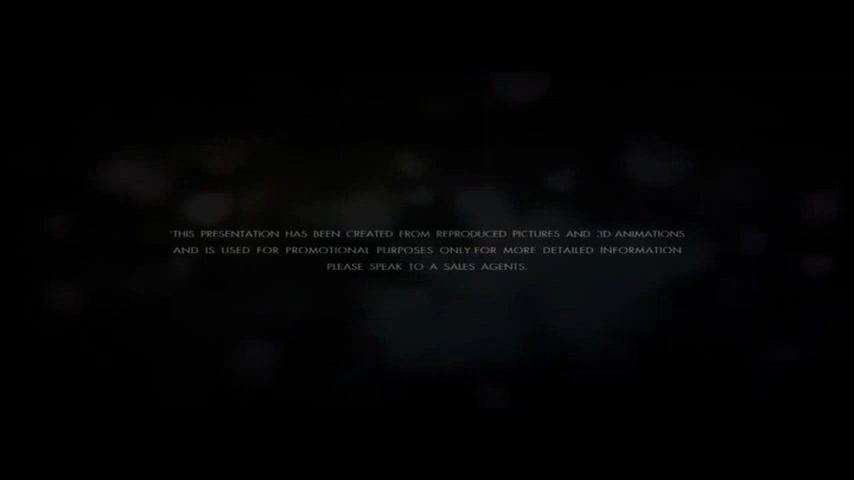 'THIS PRESENTATION HAS BEEN CREATED FROM REPRODUCED PICTURES AND 3D ANIMATIONS
AND IS USED FOR PROMOTIONAL PURPOSES ONLY.FOR MORE DETAILED INFORMATION
PLEASE SPEAK TO A SALES AGENTS.